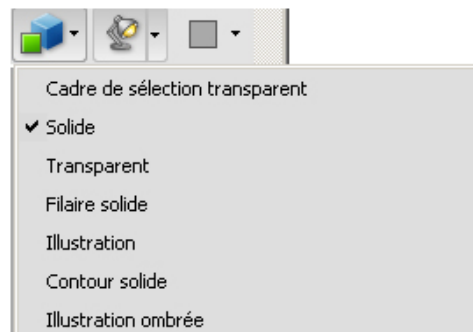 Cadre de sélection transparent
Solide
Transparent
Filaire solide
Illustration
Contour solide
Illustration ombrée